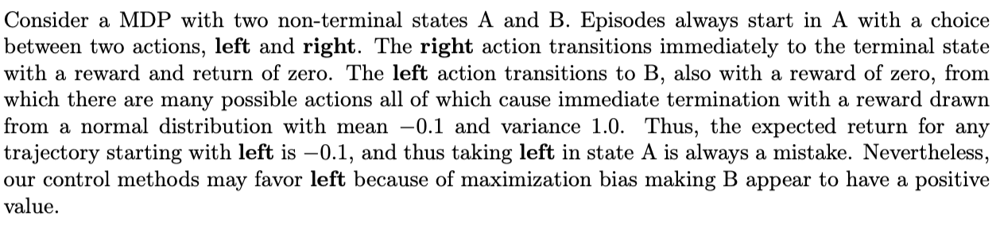 Consider a MDP with two non-terminal states A and B. Episodes always start in A with a choice
between two actions, left and right. The right action transitions immediately to the terminal state
with a reward and return of zero. The left action transitions to B, also with a reward of zero, from
which there are many possible actions all of which cause immediate termination with a reward drawn
from a normal distribution with mean −0.1 and variance 1.0. Thus, the expected return for any
trajectory starting with left is −0.1, and thus taking left in state A is always a mistake. Nevertheless,
our control methods may favor left because of maximization bias making B appear to have a positive
value.